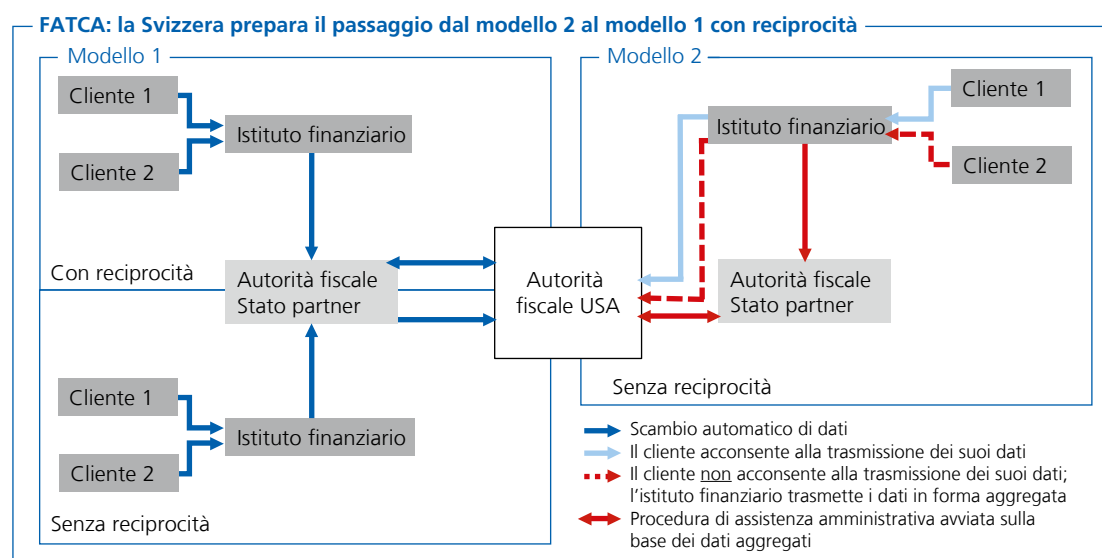 FATCA: la Svizzera prepara il passaggio dal modello 2 al modello 1 con reciprocità
Modello 1
Cliente 1
Cliente 2
Istituto finanziario
Con reciprocità
Autorità fiscale
Stato partner
Cliente 1
Cliente 2
Istituto finanziario
Senza reciprocità
Autorità
fiscale USA
Modello 2
Cliente 1
Istituto finanziario
Cliente 2
Autorità fiscale
Stato partner
Senza reciprocità
Scambio automatico di dati
Il cliente acconsente alla trasmissione dei suoi dati
Il cliente non acconsente alla trasmissione dei suoi dati;
l'istituto finanziario trasmette i dati in forma aggregata
Procedura di assistenza amministrativa avviata sulla
base dei dati aggregati